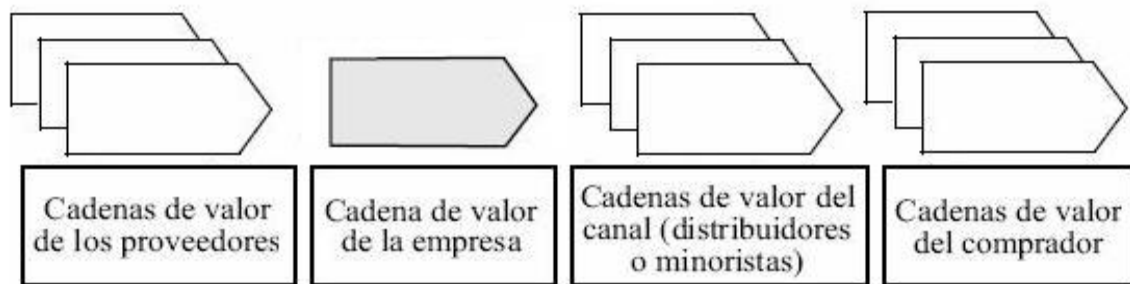 Cadenas de valor
de los proveedores
Cadena de valor
de la empresa
Cadenas de valor del
canal (distribuidores
o minoristas)
Cadenas de valor
del comprador